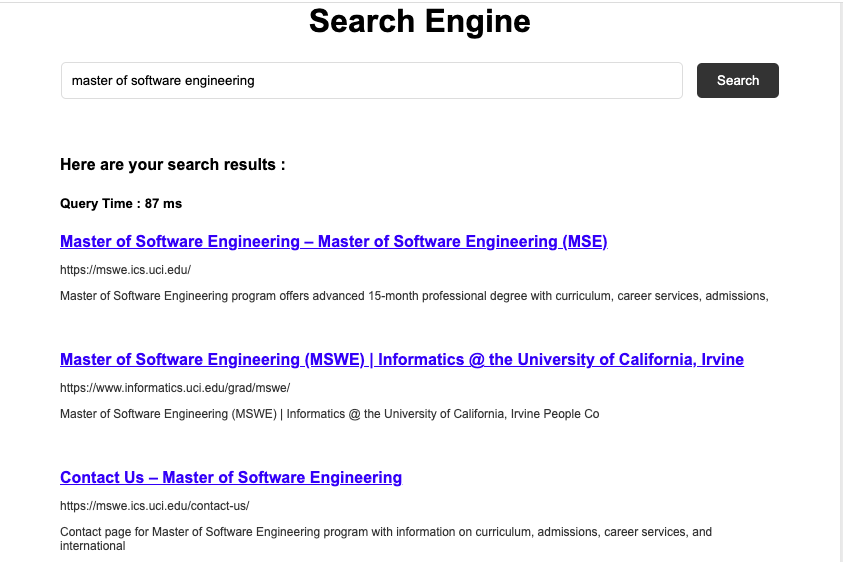 Search Engine
master of software engineering
Search
Here are your search results :
Query Time : 87 ms
Master of Software Engineering – Master of Software Engineering (MSE)
https://mswe.ics.uci.edu/
Master of Software Engineering program offers advanced 15-month professional degree with curriculum, career services, admissions,
Master of Software Engineering (MSWE) | Informatics @ the University of California, Irvine
https://www.informatics.uci.edu/grad/mswe/
Master of Software Engineering (MSWE) | Informatics @ the University of California, Irvine People Co
Contact Us – Master of Software Engineering
https://mswe.ics.uci.edu/contact-us/
Contact page for Master of Software Engineering program with information on curriculum, admissions, career services, and
international